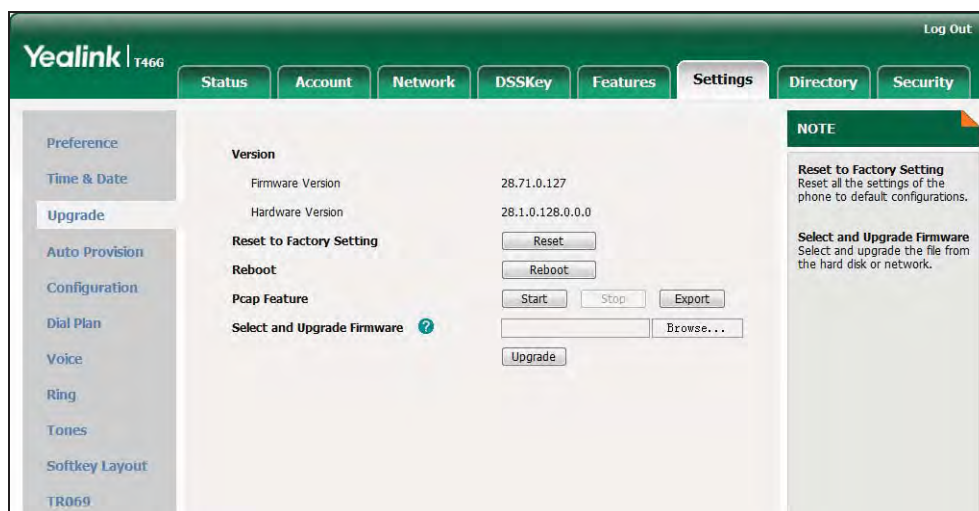 Log Out
Yealink T46G
Status Account Network DSSKey Features Settings Directory Security
Preference
Time & Date
Upgrade
Auto Provision
Configuration
Dial Plan
Voice
Ring
Tones
Softkey Layout
TR069
Version
Firmware Version 28.71.0.127
Hardware Version 28.1.0.128.0.0.0
Reset to Factory Setting Reset
Reboot Reboot
Pcap Feature Start Stop Export
Select and Upgrade Firmware ? Browse...
Upgrade
NOTE
Reset to Factory Setting
Reset all the settings of the
phone to default configurations.
Select and Upgrade Firmware
Select and upgrade the file from
the hard disk or network.